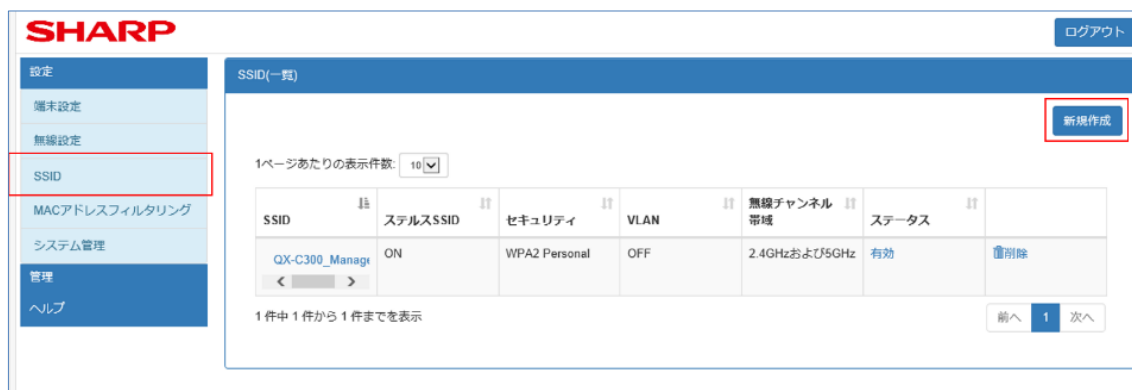 SHARP
ログアウト
設定
端末設定
無線設定
SSID
MACアドレスフィルタリング
システム管理
管理
ヘルプ
SSID(一覧)
新規作成
1ページあたりの表示件数: 10
SSID ステルスSSID セキュリティ VLAN 無線チャンネル帯域 ステータス
QX-C300_Manage ON WPA2 Personal OFF 2.4GHzおよび5GHz 有効 削除
1 件中 1 件から 1 件までを表示
前へ 1 次へ